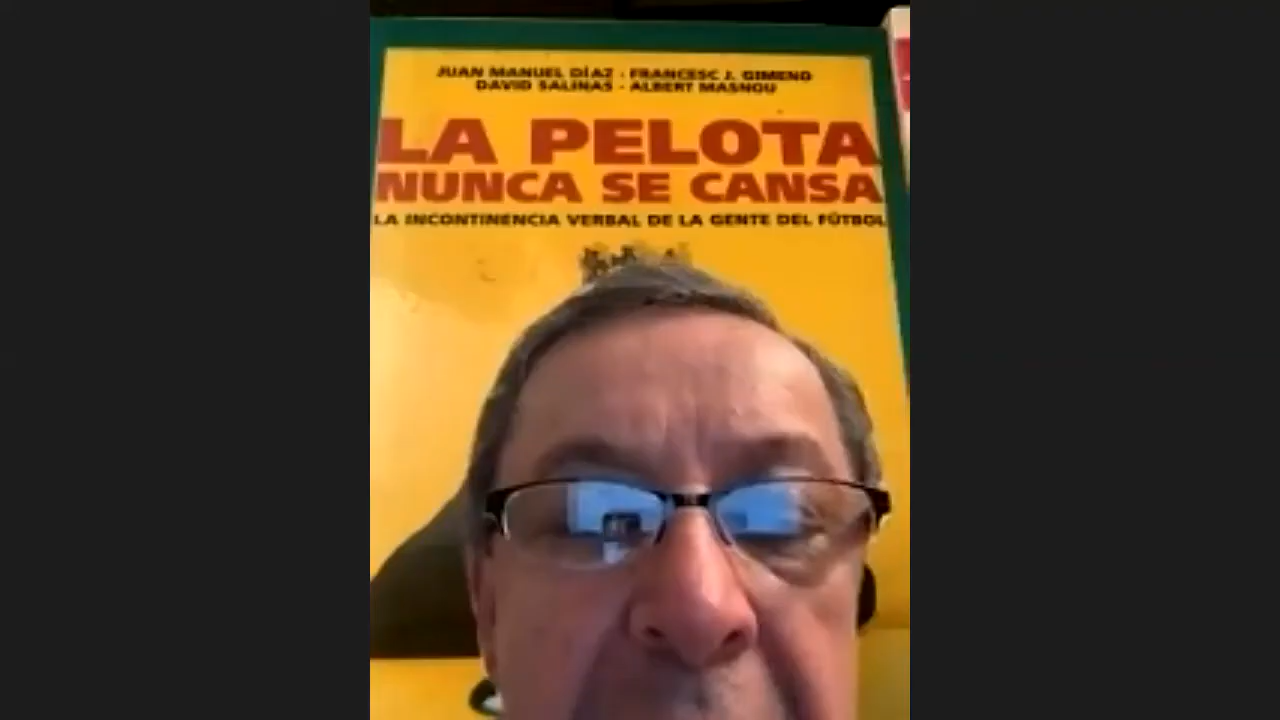 JUAN MANUEL DÍAZ · FRANCESC J. GIMENO
DAVID SALINAS - ALBERT MASNOU
LA PELOTA
NUNCA SE CANSA
LA INCONTINENCIA VERBAL DE LA GENTE DEL FÚTBOL